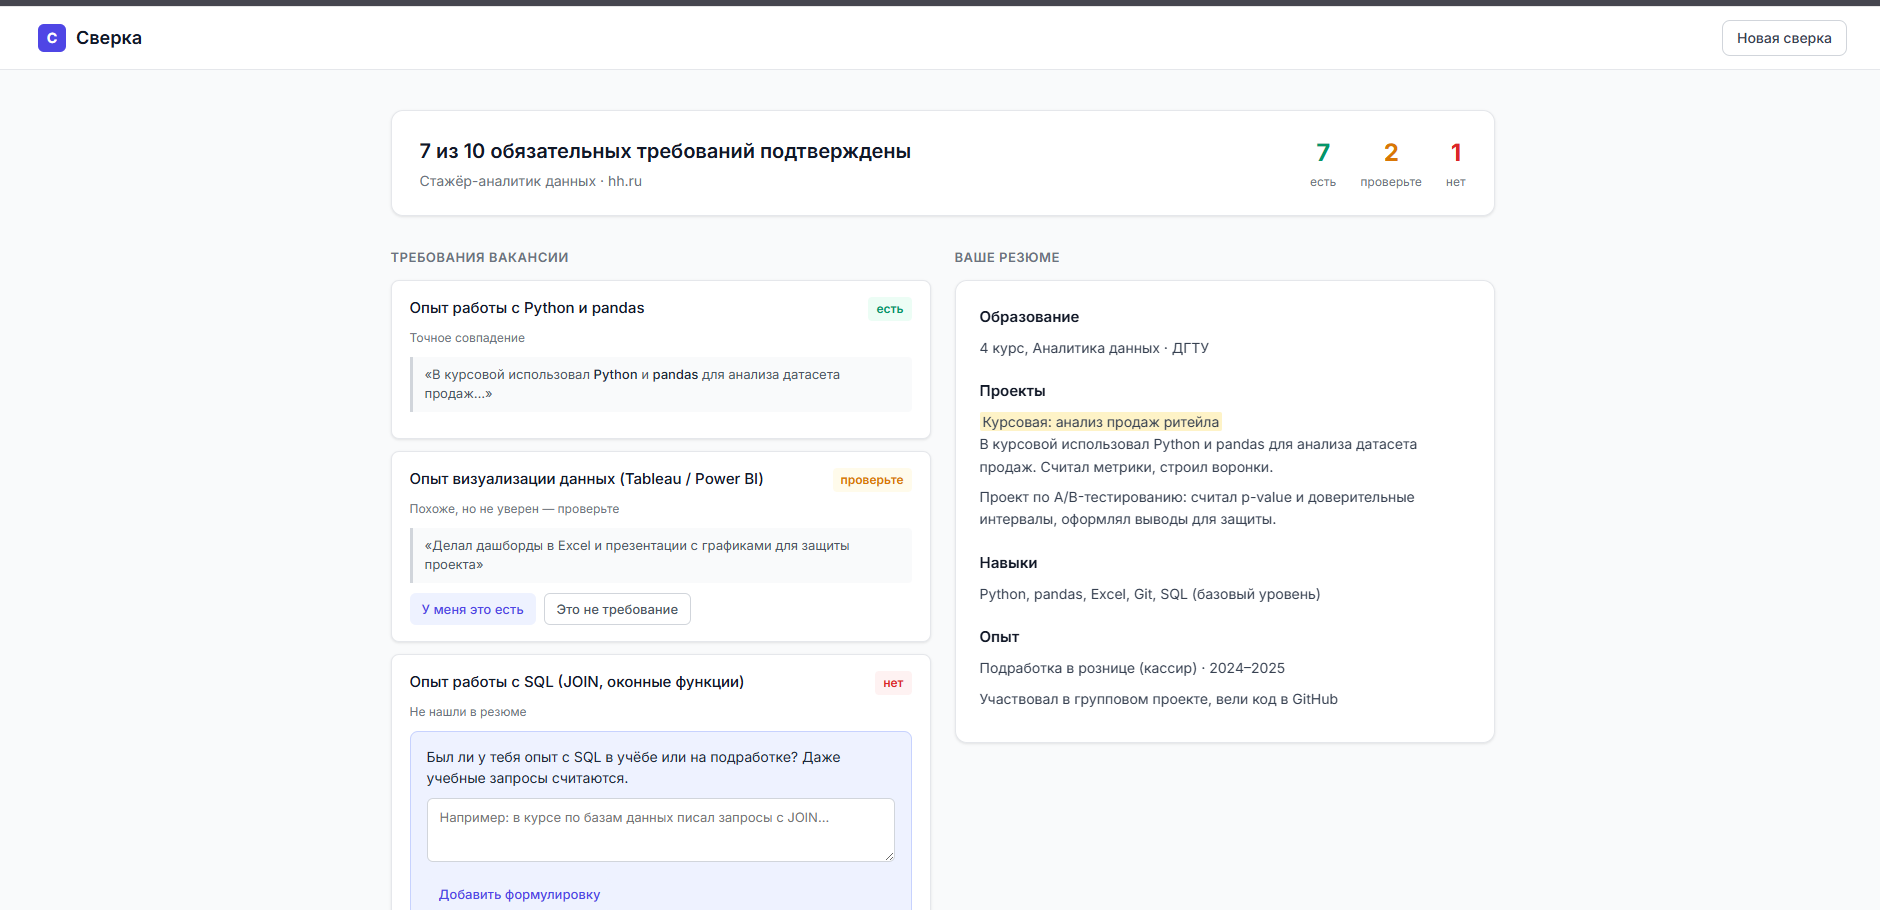 С Сверка
Новая сверка
7 из 10 обязательных требований подтверждены
Стажёр-аналитик данных · hh.ru
7 2 1
есть проверьте нет
ТРЕБОВАНИЯ ВАКАНСИИ
Опыт работы с Python и pandas
есть
Точное совпадение
«В курсовой использовал Python и pandas для анализа датасета
продаж...»
Опыт визуализации данных (Tableau / Power BI)
проверьте
Похоже, но не уверен — проверьте
«Делал дашборды в Excel и презентации с графиками для защиты
проекта»
У меня это есть
Это не требование
Опыт работы с SQL (JOIN, оконные функции)
нет
Не нашли в резюме
Был ли у тебя опыт с SQL в учёбе или на подработке? Даже
учебные запросы считаются.
Например: в курсе по базам данных писал запросы с JOIN...
Добавить формулировку
ВАШЕ РЕЗЮМЕ
Образование
4 курс, Аналитика данных · ДГТУ
Проекты
Курсовая: анализ продаж ритейла
В курсовой использовал Python и pandas для анализа датасета
продаж. Считал метрики, строил воронки.
Проект по A/B-тестированию: считал p-value и доверительные
интервалы, оформлял выводы для защиты.
Навыки
Python, pandas, Excel, Git, SQL (базовый уровень)
Опыт
Подработка в рознице (кассир) · 2024–2025
Участвовал в групповом проекте, вели код в GitHub